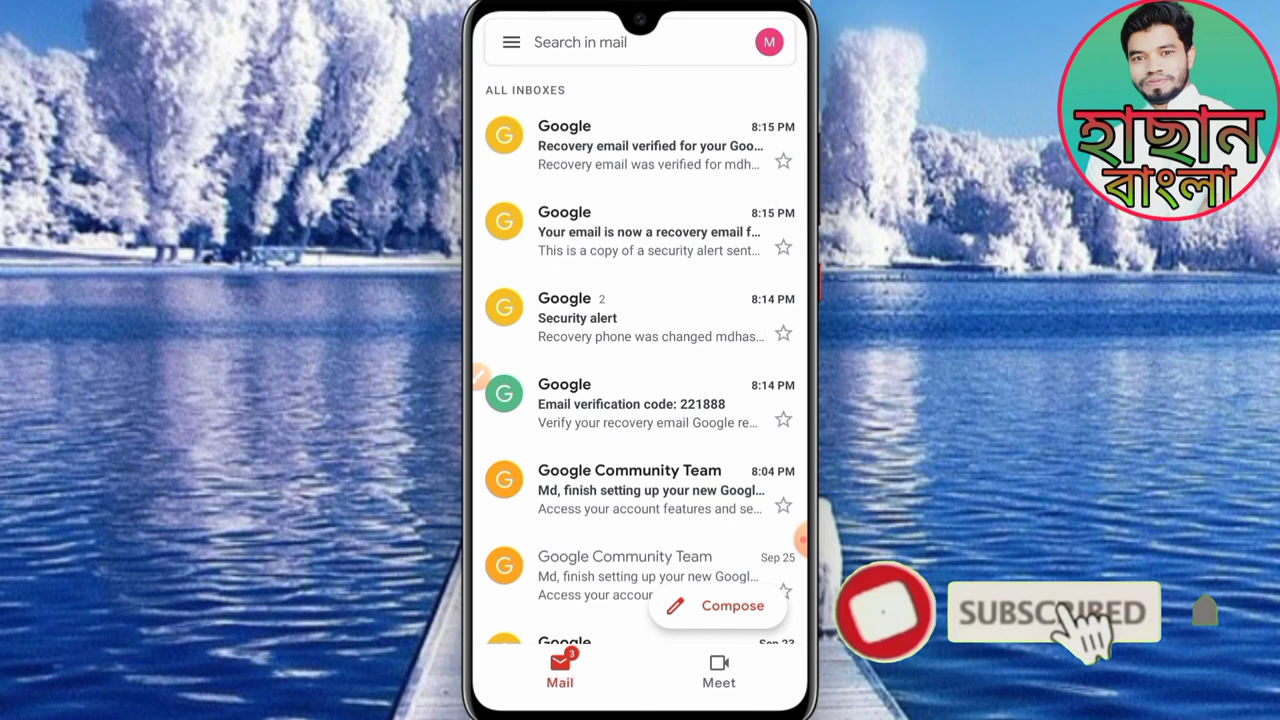 Search in mail
M
হাছান
বাংলা
ALL INBOXES
G
Google
8:15 PM
Recovery email verified for your Goo…
Recovery email was verified for mdh…
G
Google
8:15 PM
Your email is now a recovery email f…
This is a copy of a security alert sent…
G
Google 2
8:14 PM
Security alert
Recovery phone was changed mdhas…
G
Google
8:14 PM
Email verification code: 221888
Verify your recovery email Google re…
G
Google Community Team
8:04 PM
Md, finish setting up your new Googl…
Access your account features and se…
G
Google Community Team
Sep 25
Md, finish setting up your new Googl…
Access your
Compose
Google
Sep 23
3
Mail
Meet
SUBSCRIBED